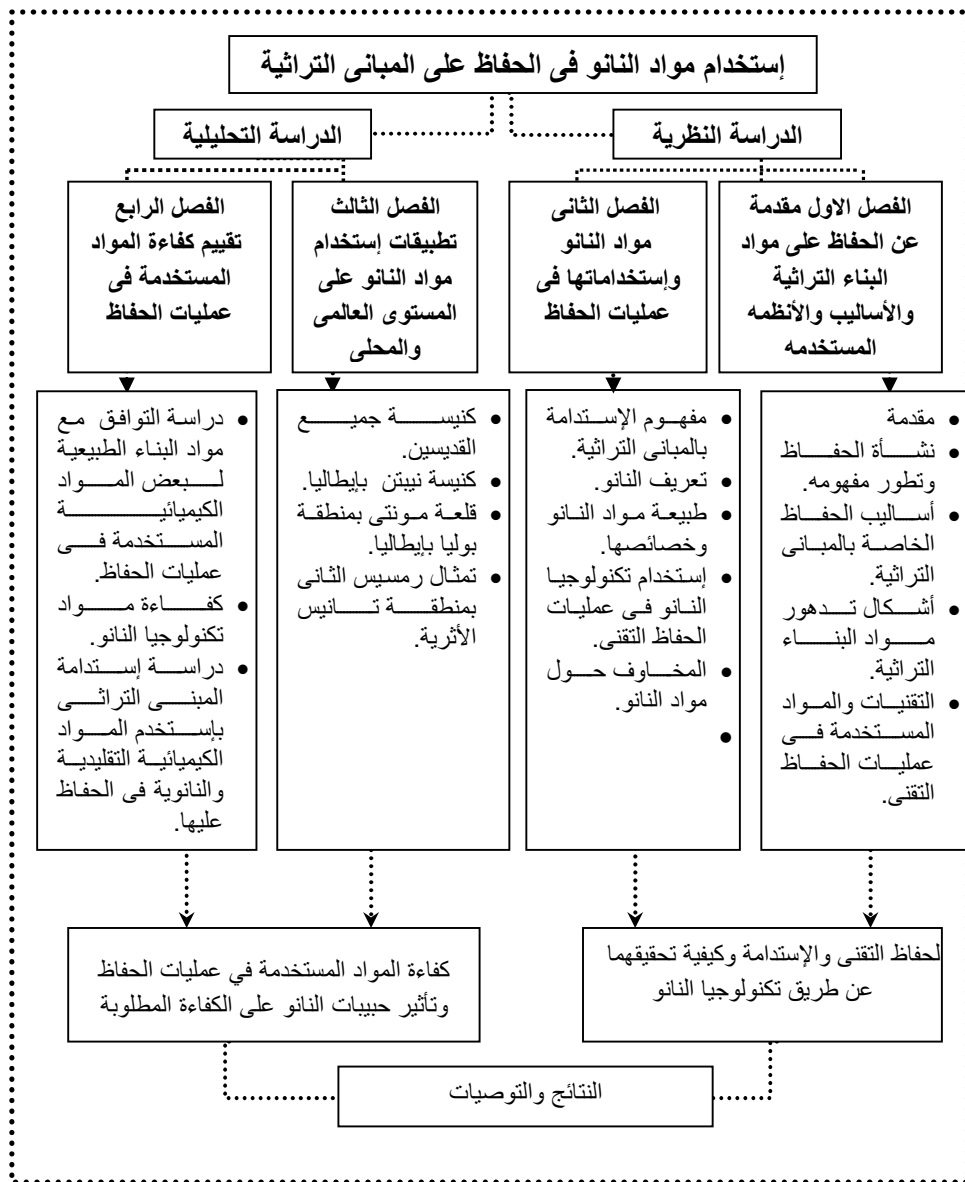 إستخدام مواد النانو فى الحفاظ على المبانى التراثية
الدراسة النظرية
الدراسة التحليلية
الفصل الاول مقدمة
عن الحفاظ على مواد
البناء التراثية
والأساليب والأنظمه
المستخدمه
الفصل الثانى
مواد النانو
وإستخداماتها فى
عمليات الحفاظ
الفصل الثالث
تطبيقات إستخدام
مواد النانو على
المستوى العالمى
والمحلى
الفصل الرابع
تقييم كفاءة المواد
المستخدمة فى
عمليات الحفاظ
• مقدمة
• نشأة الحفاظ
وتطور مفهومه.
• أساليب الحفاظ
الخاصة بالمبانى
التراثية.
• أشكال تدهور
مواد البناء
التراثية.
• التقنيات والمواد
المستخدمة فى
عمليات الحفاظ
التقنى.
• مفهوم الإستدامة
بالمبانى التراثية.
• تعريف النانو.
• طبيعة مواد النانو
وخصائصها.
• إستخدام تكنولوجيا
النانو فى عمليات
الحفاظ التقنى.
• المخاوف حول
مواد النانو.
•
• كنيسة جميع
القديسين.
• كنيسة نيبتن بإيطاليا.
• قلعة مونتى بمنطقة
بوليا بإيطاليا.
• تمثال رمسيس الثانى
بمنطقة تانيس
الأثرية.
• دراسة التوافق مع
مواد البناء الطبيعية
لبعض المواد
الكيميائية
المستخدمة فى
عمليات الحفاظ.
• كفاءة مواد
تكنولوجيا النانو.
• دراسة إستدامة
المبنى التراثى
بإستخدم المواد
الكيميائية التقليدية
والنانوية فى الحفاظ
عليها.
لحفاظ التقنى والإستدامة وكيفية تحقيقهما
عن طريق تكنولوجيا النانو
كفاءة المواد المستخدمة في عمليات الحفاظ
وتأثير حبيبات النانو على الكفاءة المطلوبة
النتائج والتوصيات